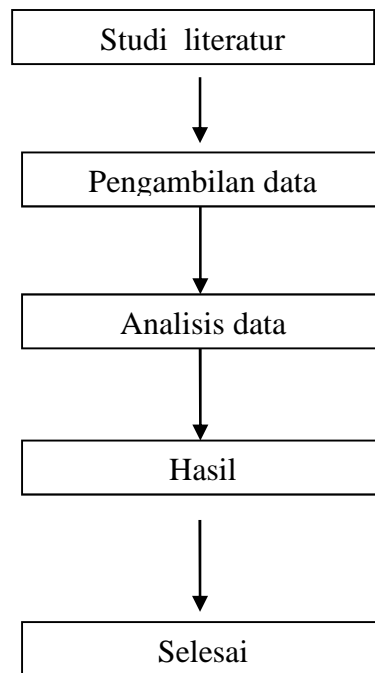 Studi literatur
Pengambilan data
Analisis data
Hasil
Selesai